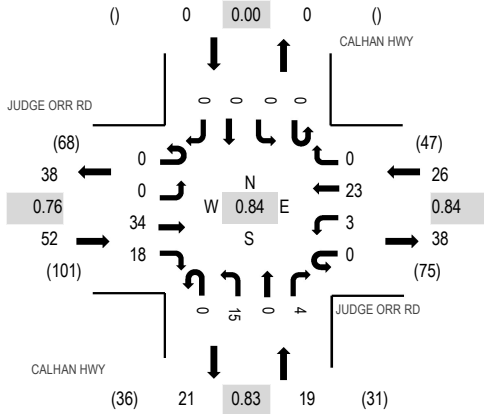 () 0 0.00 0 ()
CALHAN HWY
JUDGE ORR RD
0 0 0 0
(68) (47)
38 0 0 26
0 N 23
0.76 W 0.84 E 0.84
34 3
52 S 38
18 0
(101) (75)
0 15 0 4
JUDGE ORR RD
CALHAN HWY
(36) 21 0.83 19 (31)